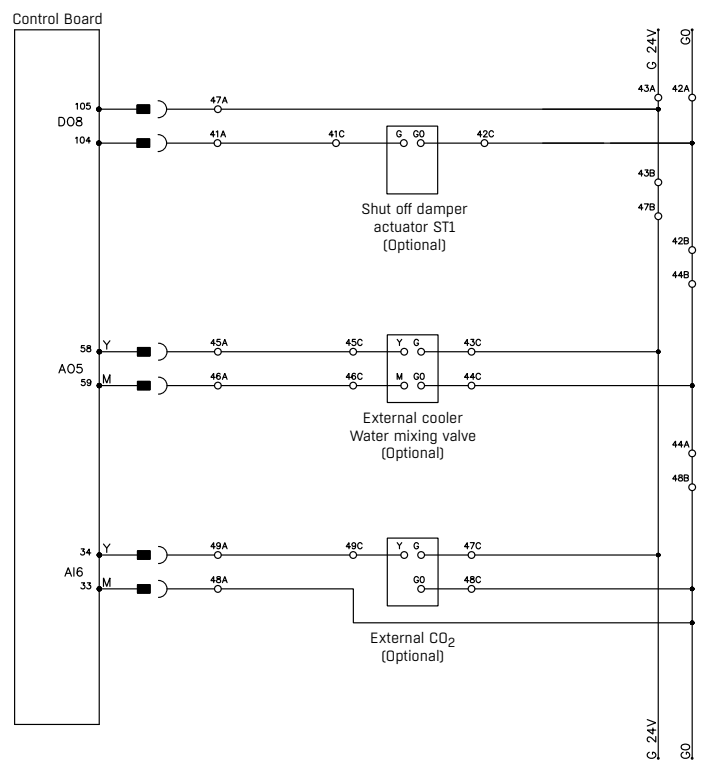 Control Board
G 24V
G0
43A 42A
105 47A
DO8
104 41A 41C G G0 42C
43B
Shut off damper
actuator ST1
(Optional)
47B
42B
44B
58 Y 45A 45C Y G 43C
AO5
59 M 46A 46C M G0 44C
External cooler
Water mixing valve
(Optional)
44A
48B
34 Y 49A 49C Y G 47C
AI6
33 M 48A G0 48C
External CO2
(Optional)
G 24V
G0